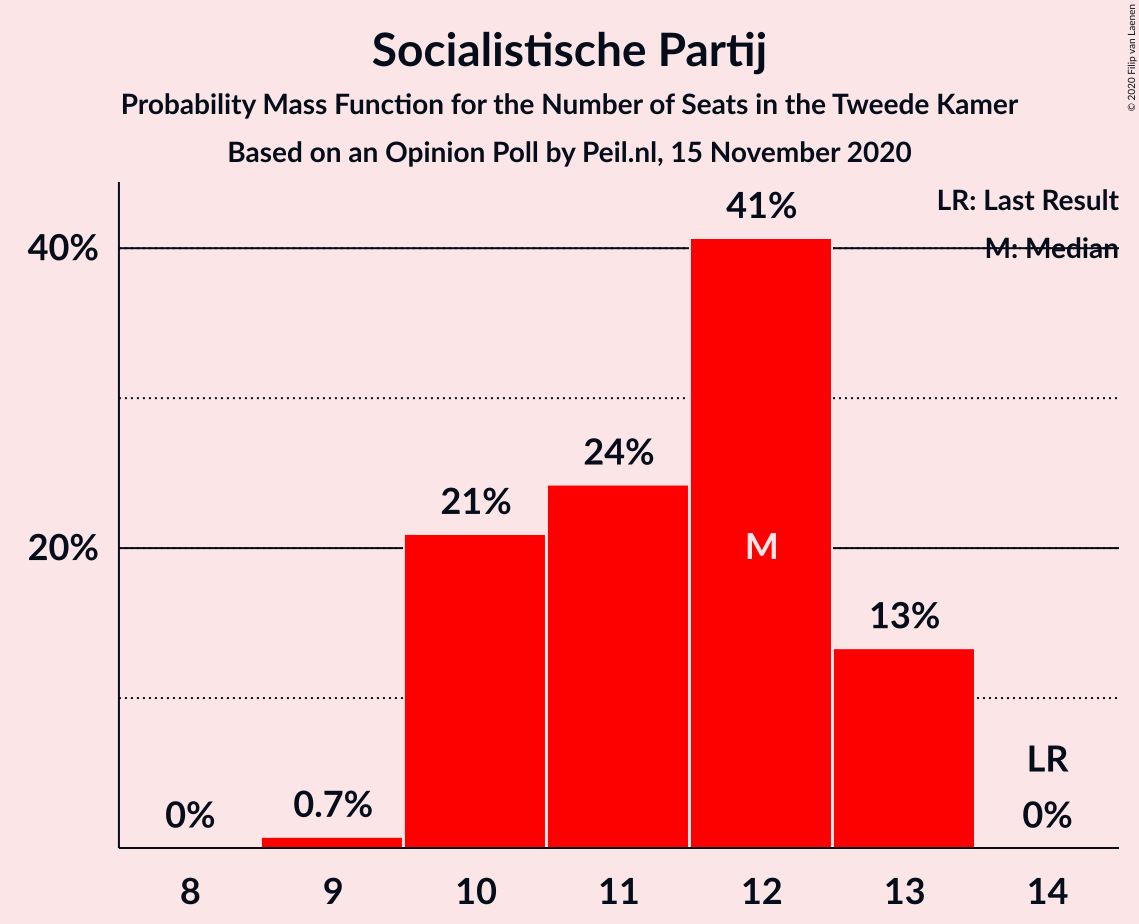 Socialistische Partij
Probability Mass Function for the Number of Seats in the Tweede Kamer
Based on an Opinion Poll by Peil.nl, 15 November 2020
© 2020 Filip van Laenen
LR: Last Result
M: Median
40%
20%
0%
0.7%
21%
24%
41%
M
13%
LR
0%
8
9
10
11
12
13
14